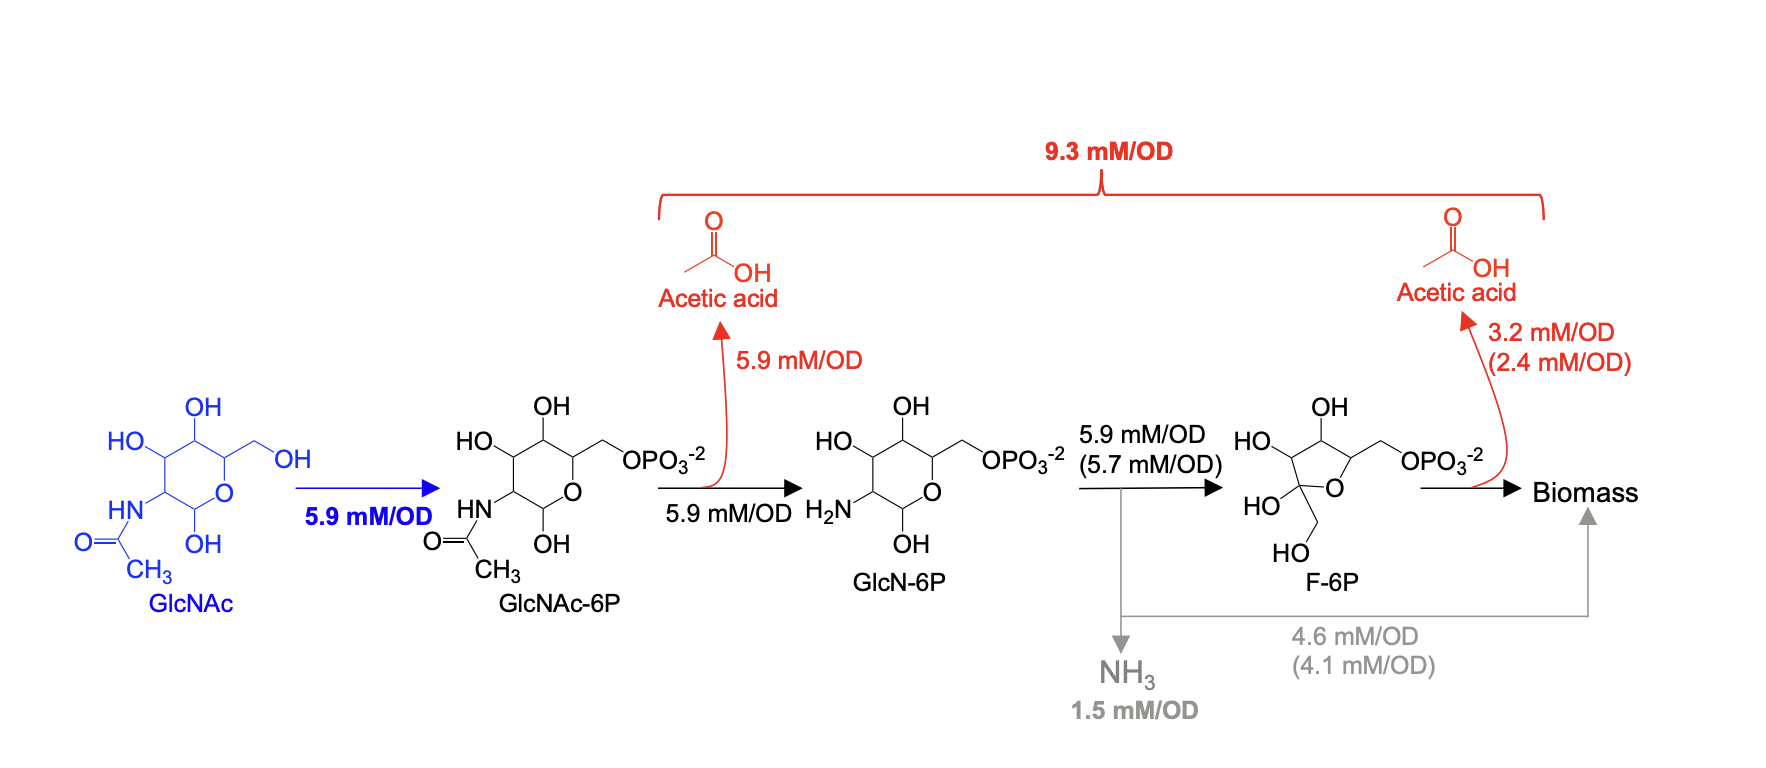 9.3 mM/OD
O
OH
Acetic acid
O
OH
Acetic acid
5.9 mM/OD
3.2 mM/OD
(2.4 mM/OD)
OH
HO
OH
O
HN
O
OH
CH3
GlcNAc
5.9 mM/OD
OH
HO
OPO3-2
O
HN
O
OH
CH3
GlcNAc-6P
5.9 mM/OD
OH
HO
OPO3-2
O
H2N
OH
GlcN-6P
5.9 mM/OD
(5.7 mM/OD)
OH
HO
OPO3-2
O
HO
HO
F-6P
Biomass
4.6 mM/OD
(4.1 mM/OD)
NH3
1.5 mM/OD